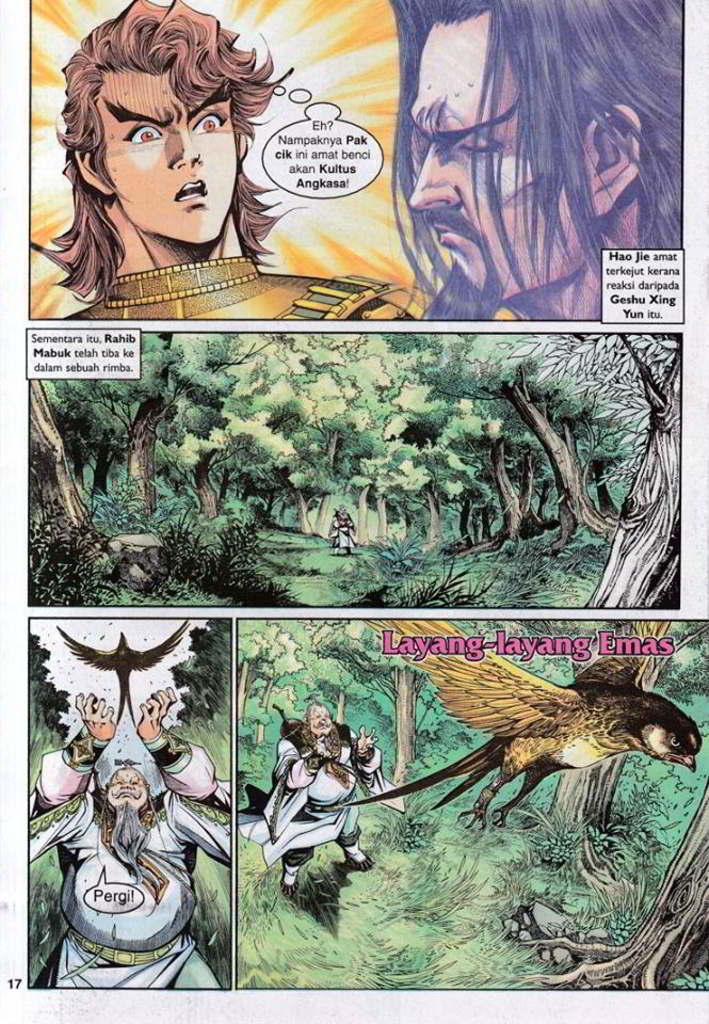 Eh?
Nampaknya Pak
cik ini amat benci
akan Kultus
Angkasa!
Hao Jie amat
terkejut kerana
reaksi daripada
Geshu Xing
Yun itu.
Sementara itu, Rahib
Mabuk telah tiba ke
dalam sebuah rimba.
Pergi!
Layang-layang Emas
17